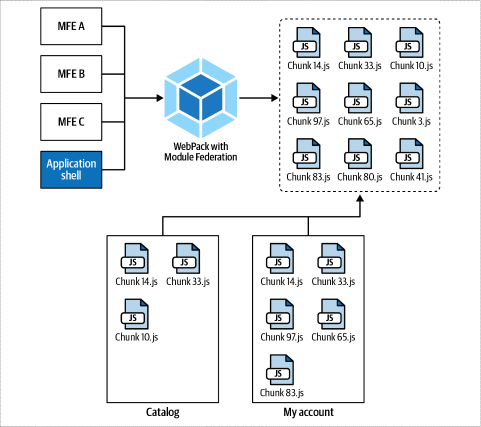 MFE A
MFE B
MFE C
Application
shell
WebPack with
Module Federation
JS JS JS
Chunk 14.js Chunk 33.js Chunk 10.js
JS JS JS
Chunk 97.js Chunk 65.js Chunk 3.js
JS JS JS
Chunk 83.js Chunk 80.js Chunk 41.js
JS JS
Chunk 14.js Chunk 33.js
JS
Chunk 10.js
Catalog
JS JS
Chunk 14.js Chunk 33.js
JS JS
Chunk 97.js Chunk 65.js
JS
Chunk 83.js
My account